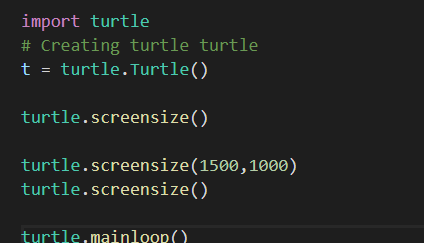 import turtle
# Creating turtle turtle
t = turtle.Turtle()
turtle.screensize()
turtle.screensize(1500,1000)
turtle.screensize()
turtle.mainloop()